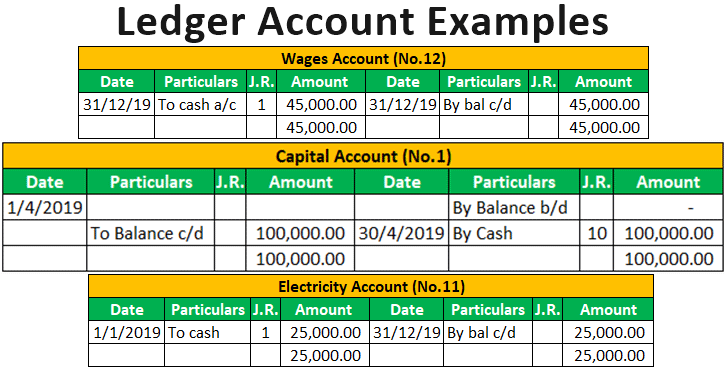 Ledger Account Examples
Wages Account (No.12)
Date Particulars J.R. Amount Date Particulars J.R. Amount
31/12/19 To cash a/c 1 45,000.00 31/12/19 By bal c/d 45,000.00
45,000.00 45,000.00
Capital Account (No.1)
Date Particulars J.R. Amount Date Particulars J.R. Amount
1/4/2019 By Balance b/d -
To Balance c/d 100,000.00 30/4/2019 By Cash 10 100,000.00
100,000.00 100,000.00
Electricity Account (No.11)
Date Particulars J.R. Amount Date Particulars J.R. Amount
1/1/2019 To cash 1 25,000.00 31/12/19 By bal c/d 25,000.00
25,000.00 25,000.00